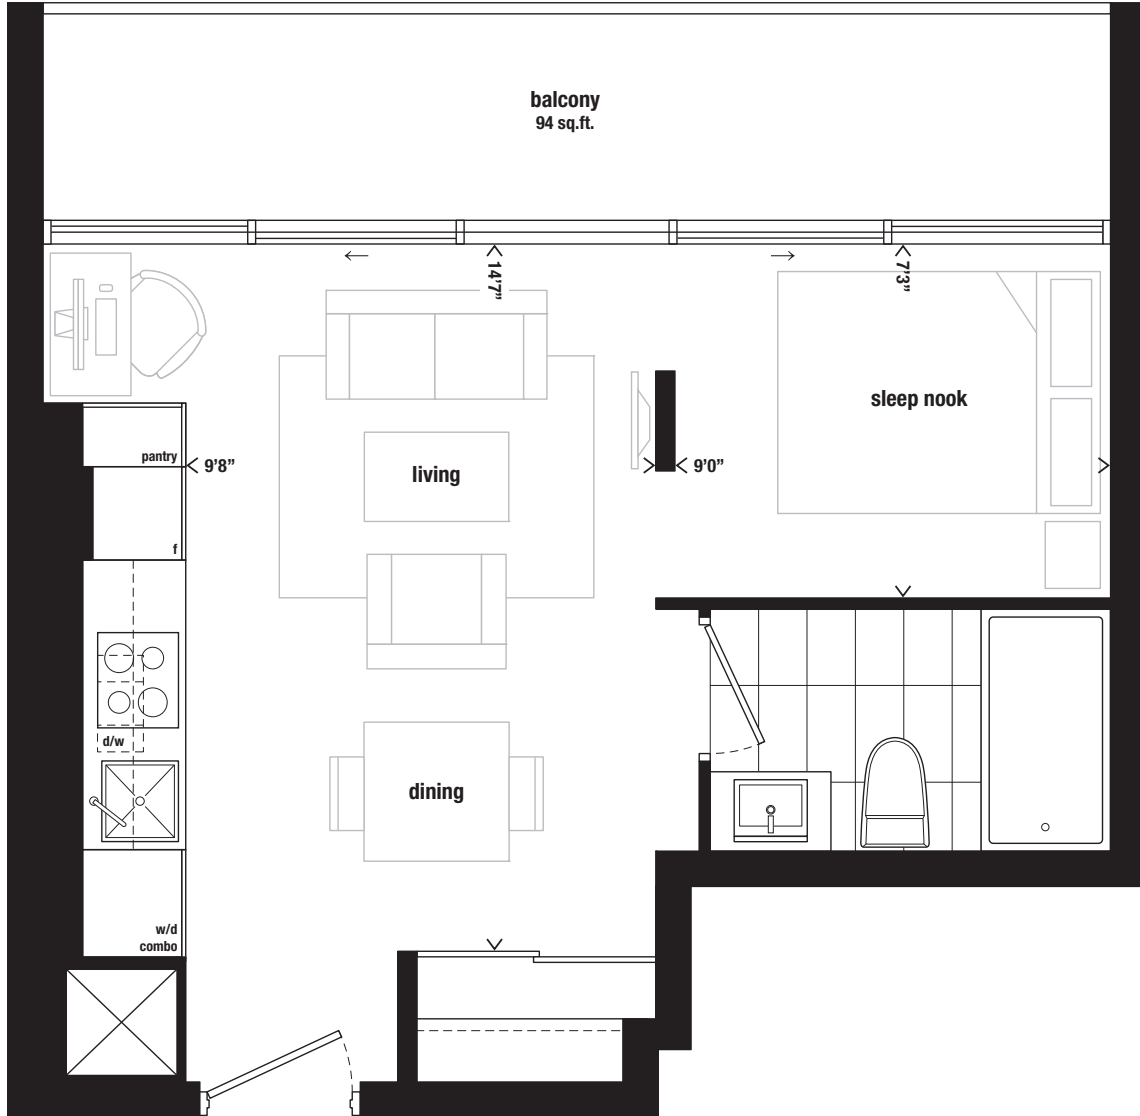 balcony
94 sq.ft.
14'7"
7'3"
sleep nook
pantry
9'8"
living
9'0"
f
d/w
dining
w/d
combo